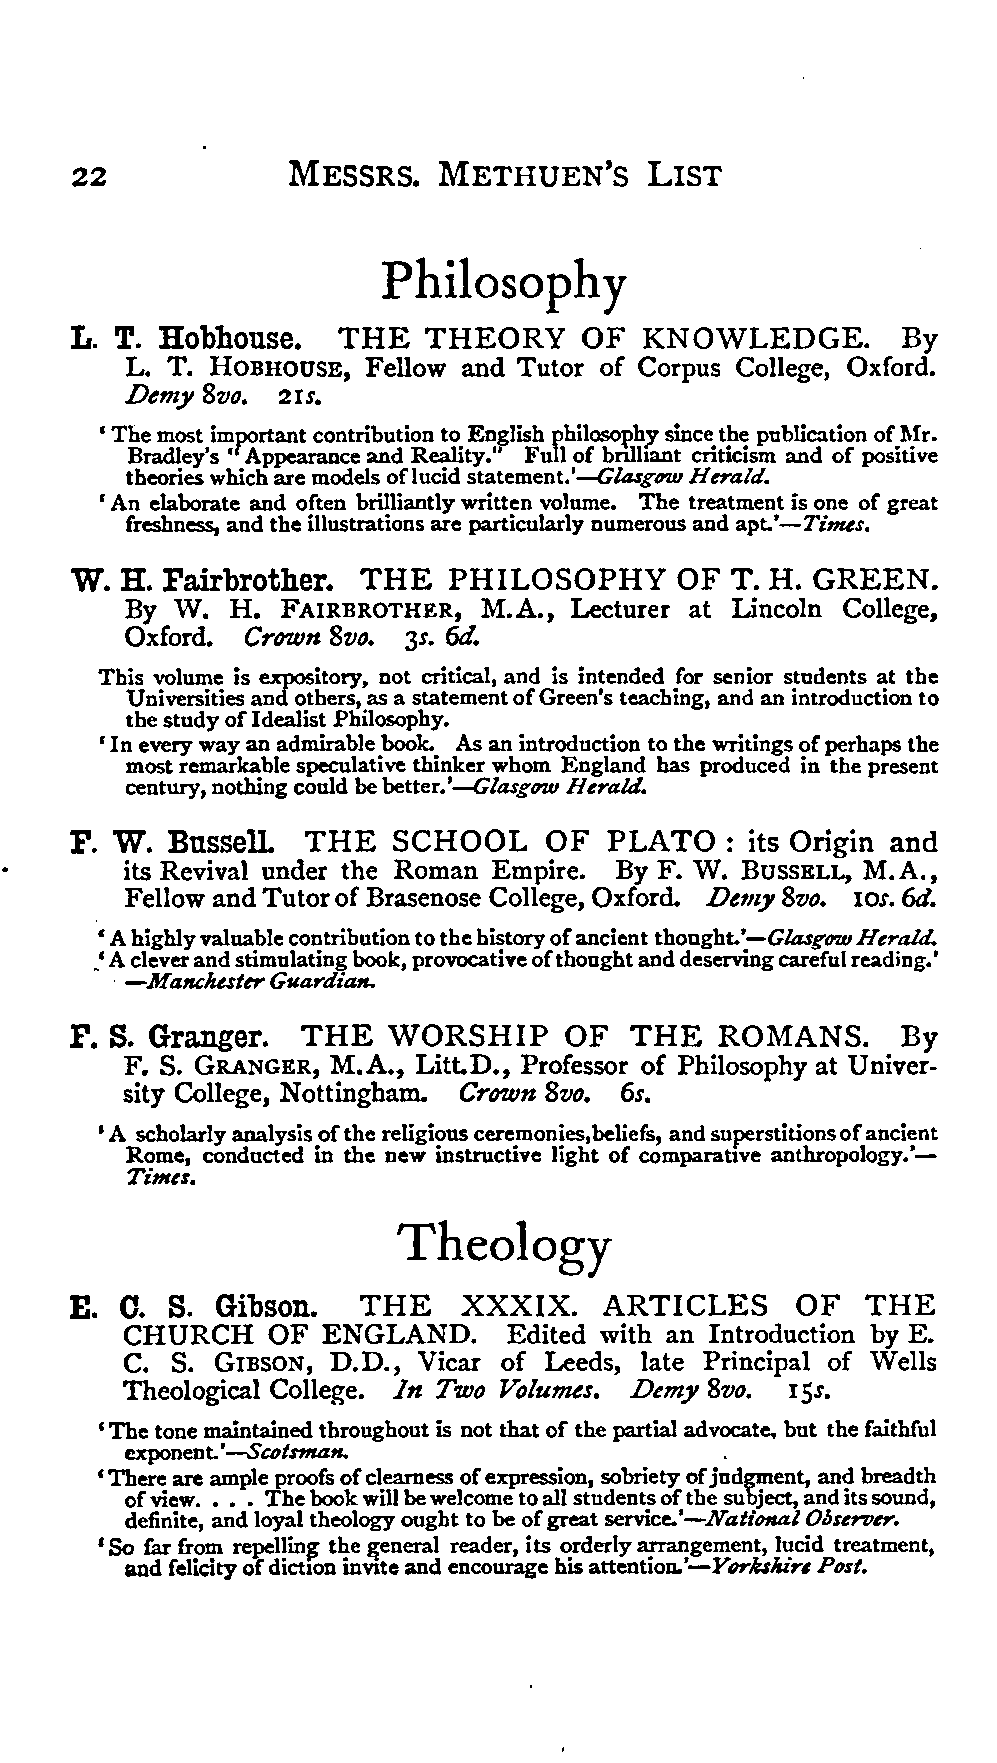 22 MESSRS. METHUEN'S LIST
Philosophy
L. T. Hobhouse. THE THEORY OF KNOWLEDGE. By
L. T. HOBHOUSE, Fellow and Tutor of Corpus College, Oxford.
Demy 8vo. 21s.
'The most important contribution to English philosophy since the publication of Mr.
Bradley's "Appearance and Reality." Full of brilliant criticism and of positive
theories which are models of lucid statement.'—Glasgow Herald.
'An elaborate and often brilliantly written volume. The treatment is one of great
freshness, and the illustrations are particularly numerous and apt.'—Times.
W. H. Fairbrother. THE PHILOSOPHY OF T. H. GREEN.
By W. H. FAIRBROTHER, M.A., Lecturer at Lincoln College,
Oxford. Crown 8vo. 3s. 6d.
This volume is expository, not critical, and is intended for senior students at the
Universities and others, as a statement of Green's teaching, and an introduction to
the study of Idealist Philosophy.
'In every way an admirable book. As an introduction to the writings of perhaps the
most remarkable speculative thinker whom England has produced in the present
century, nothing could be better.'—Glasgow Herald.
F. W. Bussell. THE SCHOOL OF PLATO : its Origin and
its Revival under the Roman Empire. By F. W. BUSSELL, M.A.,
Fellow and Tutor of Brasenose College, Oxford. Demy 8vo. 10s. 6d.
'A highly valuable contribution to the history of ancient thought.'—Glasgow Herald.
'A clever and stimulating book, provocative of thought and deserving careful reading.'
—Manchester Guardian.
F. S. Granger. THE WORSHIP OF THE ROMANS. By
F. S. GRANGER, M.A., Litt.D., Professor of Philosophy at Univer-
sity College, Nottingham. Crown 8vo. 6s.
'A scholarly analysis of the religious ceremonies, beliefs, and superstitions of ancient
Rome, conducted in the new instructive light of comparative anthropology.'—
Times.
Theology
E. C. S. Gibson. THE XXXIX. ARTICLES OF THE
CHURCH OF ENGLAND. Edited with an Introduction by E.
C. S. GIBSON, D.D., Vicar of Leeds, late Principal of Wells
Theological College. In Two Volumes. Demy 8vo. 15s.
'The tone maintained throughout is not that of the partial advocate, but the faithful
exponent.'—Scotsman.
'There are ample proofs of clearness of expression, sobriety of judgment, and breadth
of view. . . . The book will be welcome to all students of the subject, and its sound,
definite, and loyal theology ought to be of great service.'—National Observer.
'So far from repelling the general reader, its orderly arrangement, lucid treatment,
and felicity of diction invite and encourage his attention.'—Yorkshire Post.